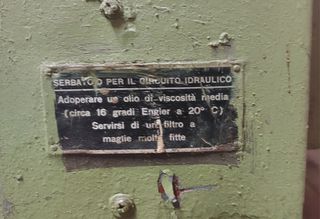 SERBATOIO PER IL CIRCUITO IDRAULICO
Adoperare un olio di viscosità media
(circa 16 gradi Engler a 20° C)
Servirsi di un filtro a
maglie molto fitte